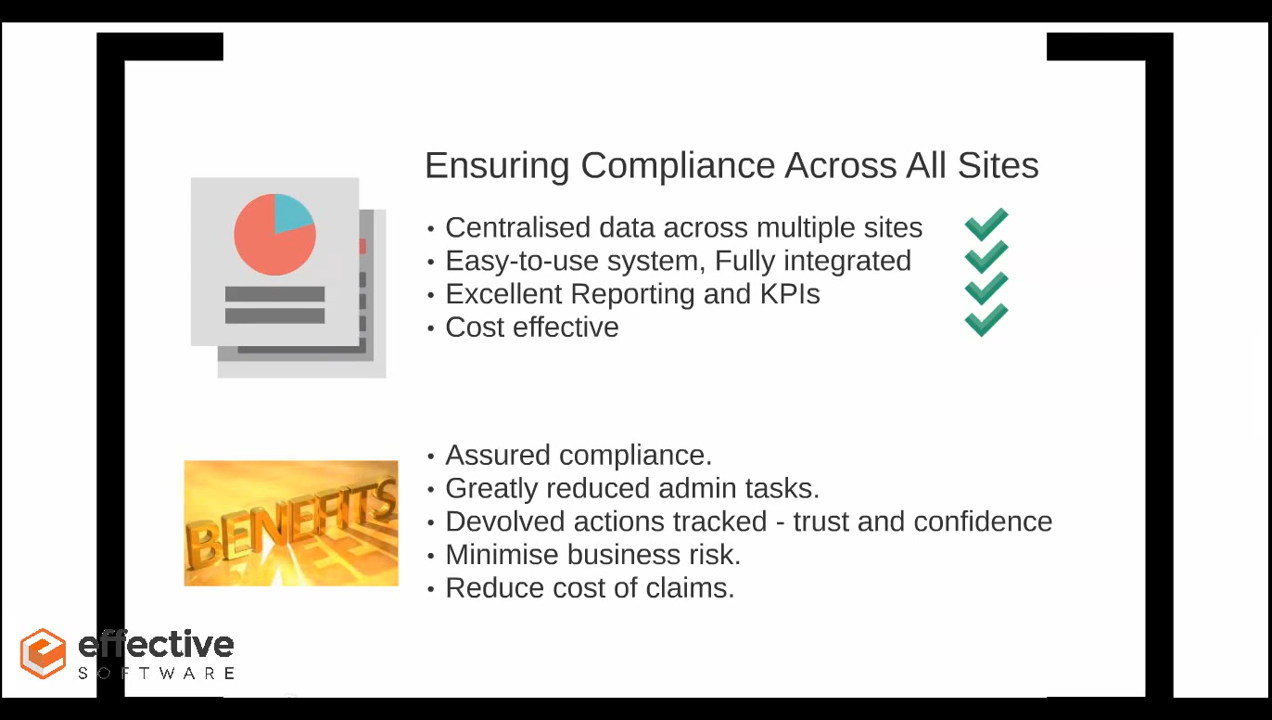 Ensuring Compliance Across All Sites
• Centralised data across multiple sites
• Easy-to-use system, Fully integrated
• Excellent Reporting and KPIs
• Cost effective
BENEFITS
• Assured compliance.
• Greatly reduced admin tasks.
• Devolved actions tracked - trust and confidence
• Minimise business risk.
• Reduce cost of claims.
effective
SOFTWARE